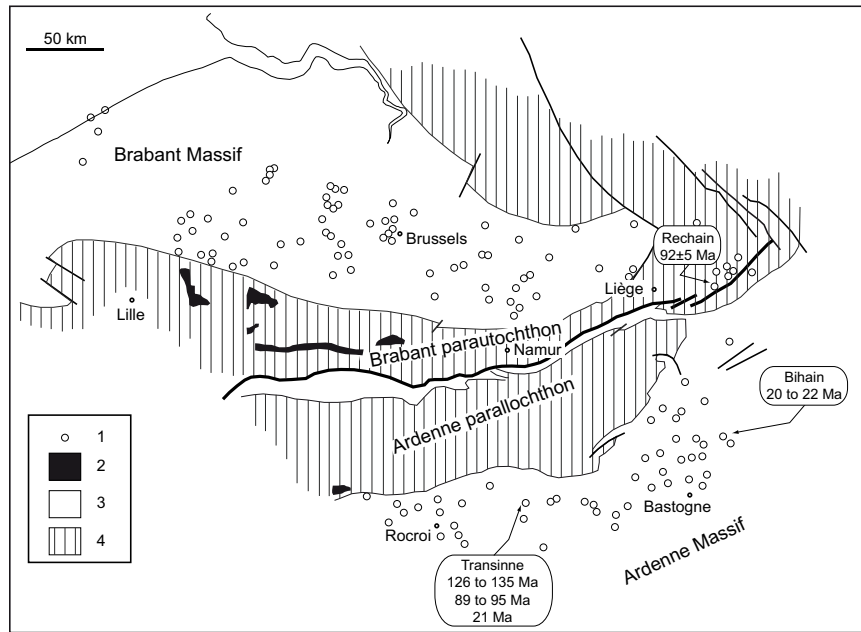 50 km
Brabant Massif
Brussels
Rechain
92±5 Ma
Liège
Lille
Brabant parautochthon
Namur
Bihain
20 to 22 Ma
Ardenne parallochthon
1
2
3
4
Bastogne
Rocroi
Ardenne Massif
Transinne
126 to 135 Ma
89 to 95 Ma
21 Ma